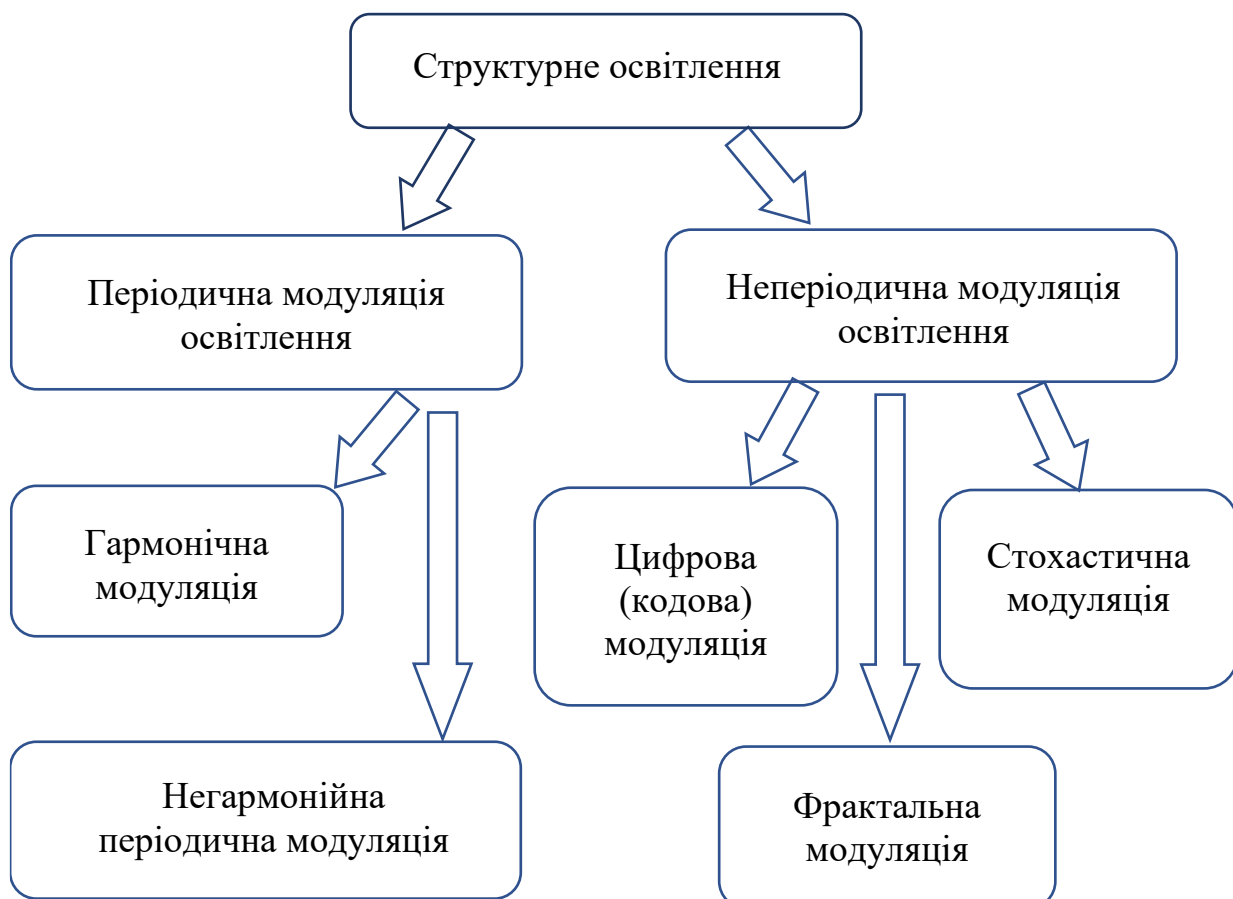 Структурне освітлення
Періодична модуляція
освітлення
Неперіодична модуляція
освітлення
Гармонічна
модуляція
Цифрова
(кодова)
модуляція
Стохастична
модуляція
Негармонійна
періодична модуляція
Фрактальна
модуляція